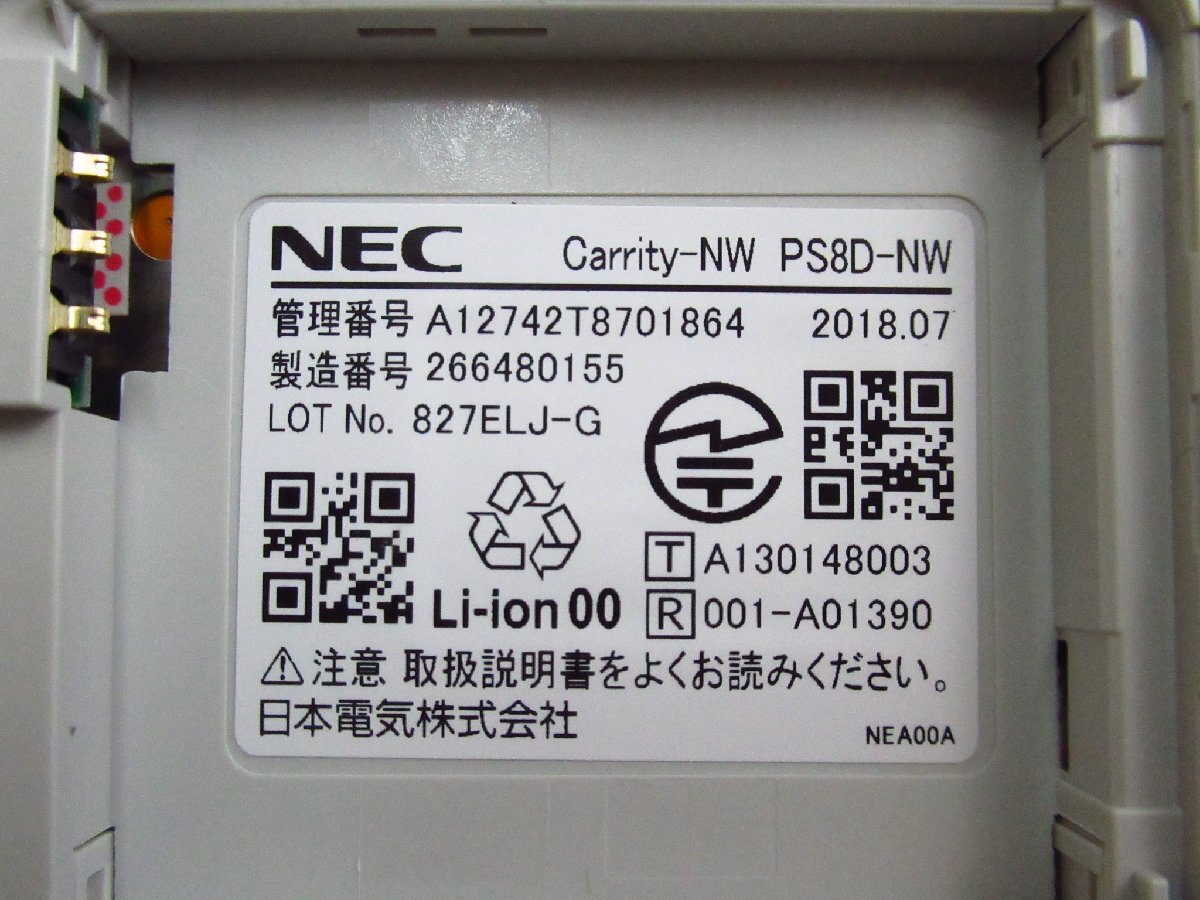 NEC Carrity-NW PS8D-NW
管理番号 A12742T8701864 2018.07
製造番号 266480155
LOT No. 827ELJ-G
Li-ion 00
T A130148003
R 001-A01390
⚠注意 取扱説明書をよくお読みください。
日本電気株式会社 NEA00A